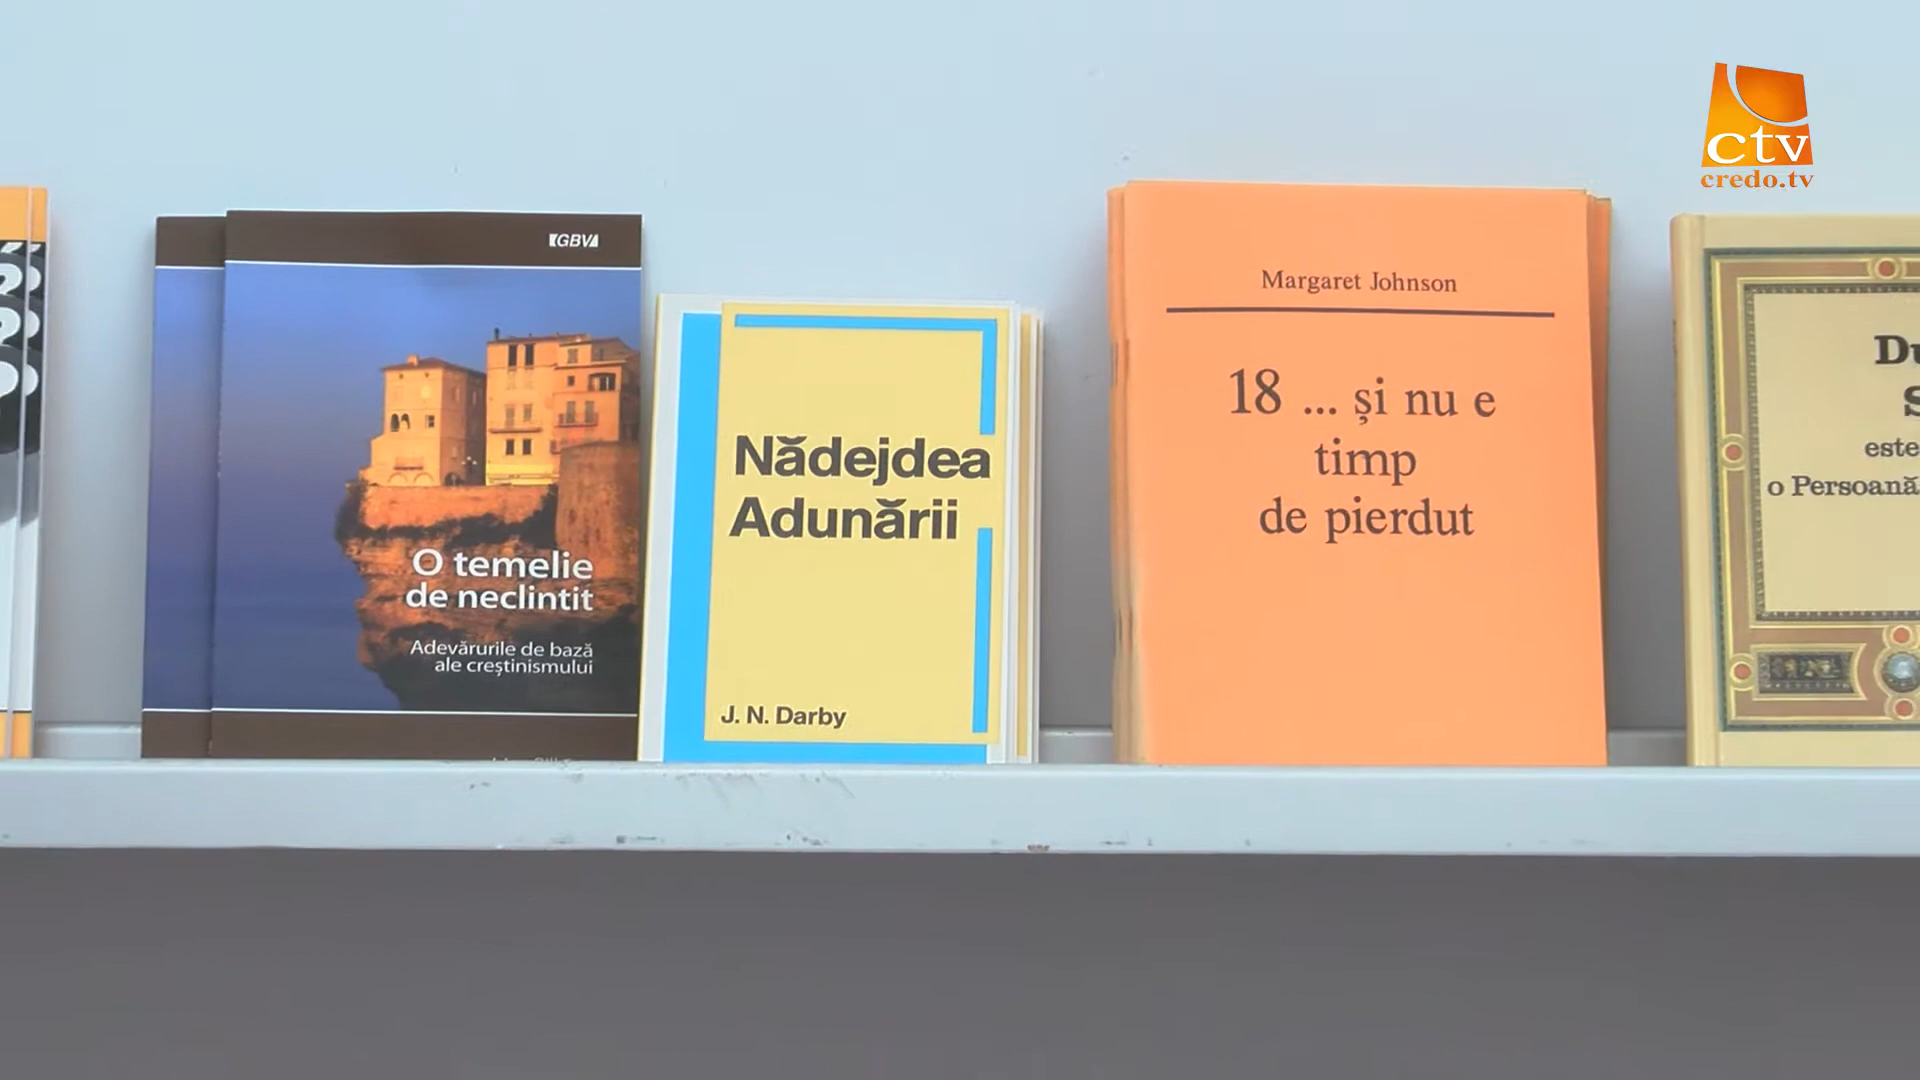 ctv
credo.tv
GBV
O temelie
de neclintit
Adevărurile de bază
ale creștinismului
Nădejdea
Adunării
J. N. Darby
Margaret Johnson
18 ... și nu e
timp
de pierdut
este
o Persoană